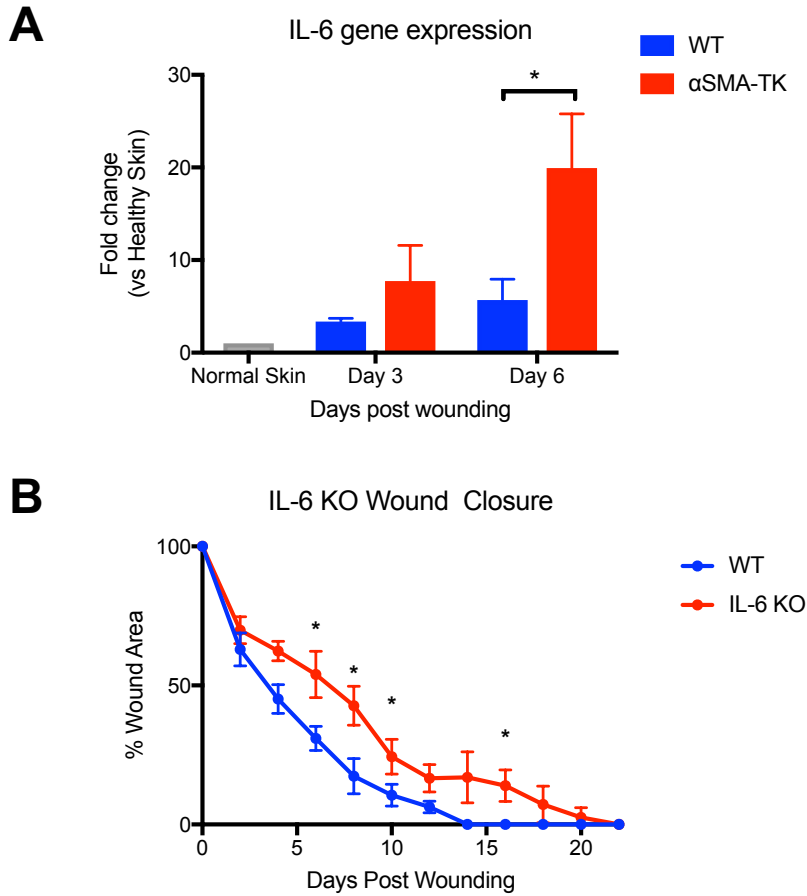 A
IL-6 gene expression
WT
αSMA-TK
*
30
20
10
0
Fold change
(vs Healthy Skin)
Normal Skin
Day 3
Day 6
Days post wounding
B
IL-6 KO Wound Closure
WT
IL-6 KO
100
50
0
% Wound Area
*
*
*
*
0
5
10
15
20
Days Post Wounding